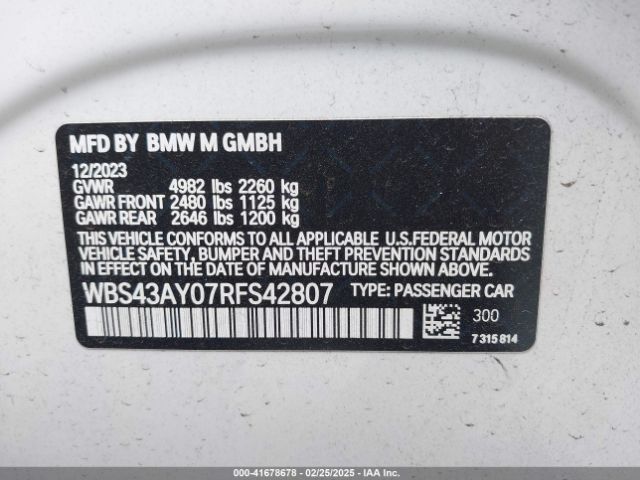 MFD BY BMW M GMBH
12/2023
GVWR 4982 lbs 2260 kg
GAWR FRONT 2480 lbs 1125 kg
GAWR REAR 2646 lbs 1200 kg
THIS VEHICLE CONFORMS TO ALL APPLICABLE U.S.FEDERAL MOTOR
VEHICLE SAFETY, BUMPER AND THEFT PREVENTION STANDARDS
IN EFFECT ON THE DATE OF MANUFACTURE SHOWN ABOVE.
WBS43AY07RFS42807 TYPE: PASSENGER CAR
300
7 315 814
000-41678678 - 02/25/2025 - IAAI.com